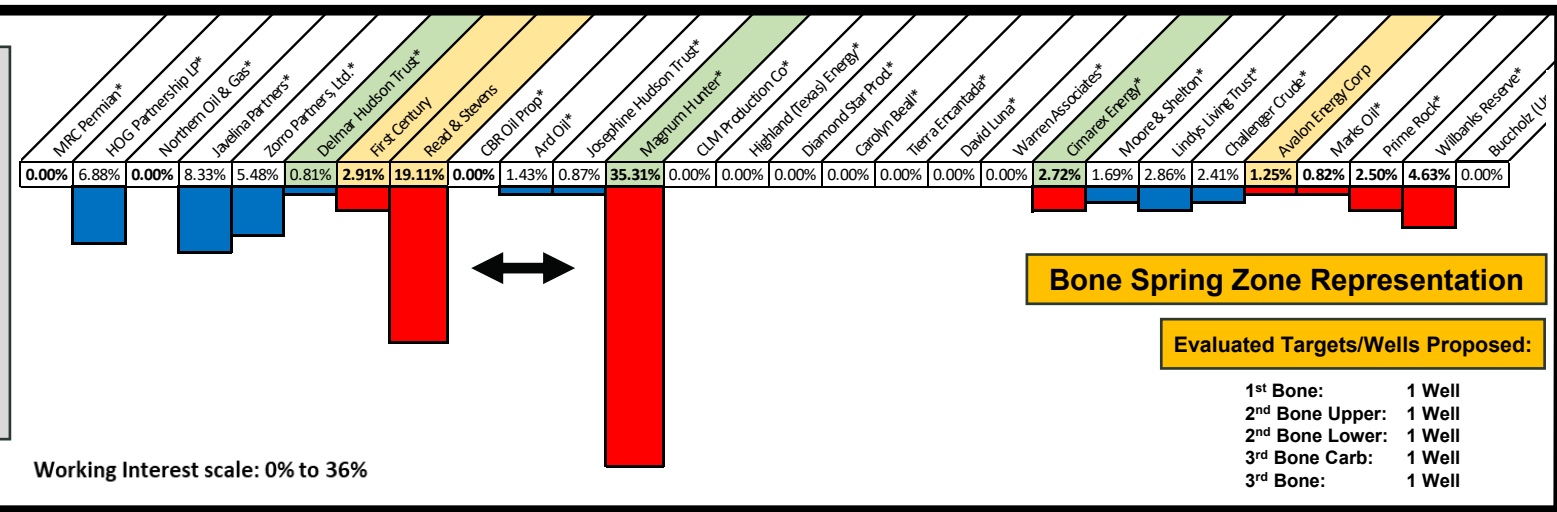 MRC Permian*
HOG Partnership LP*
Northern Oil & Gas*
Javelina Partners*
Zorro Partners, Ltd.*
Delmar Hudson Trust*
First Century
Read & Stevens
CBR Oil Prop*
Ard Oil*
Josephine Hudson Trust*
Magnum Hunter*
CLM Production Co*
Highland (Texas) Energy*
Diamond Star Prod.*
Carolyn Beall*
Tierra Encantada*
David Luna*
Warren Associates*
Cimarex Energy*
Moore & Shelton*
Lindys Living Trust*
Challenger Crude*
Avalon Energy Corp
Marks Oil*
Prime Rock*
Wilbanks Reserve*
Buccholz (Ur
0.00% 6.88% 0.00% 8.33% 5.48% 0.81% 2.91% 19.11% 0.00% 1.43% 0.87% 35.31% 0.00% 0.00% 0.00% 0.00% 0.00% 0.00% 0.00% 2.72% 1.69% 2.86% 2.41% 1.25% 0.82% 2.50% 4.63% 0.00%
Bone Spring Zone Representation
Evaluated Targets/Wells Proposed:
1st Bone: 1 Well
2nd Bone Upper: 1 Well
2nd Bone Lower: 1 Well
3rd Bone Carb: 1 Well
3rd Bone: 1 Well
Working Interest scale: 0% to 36%